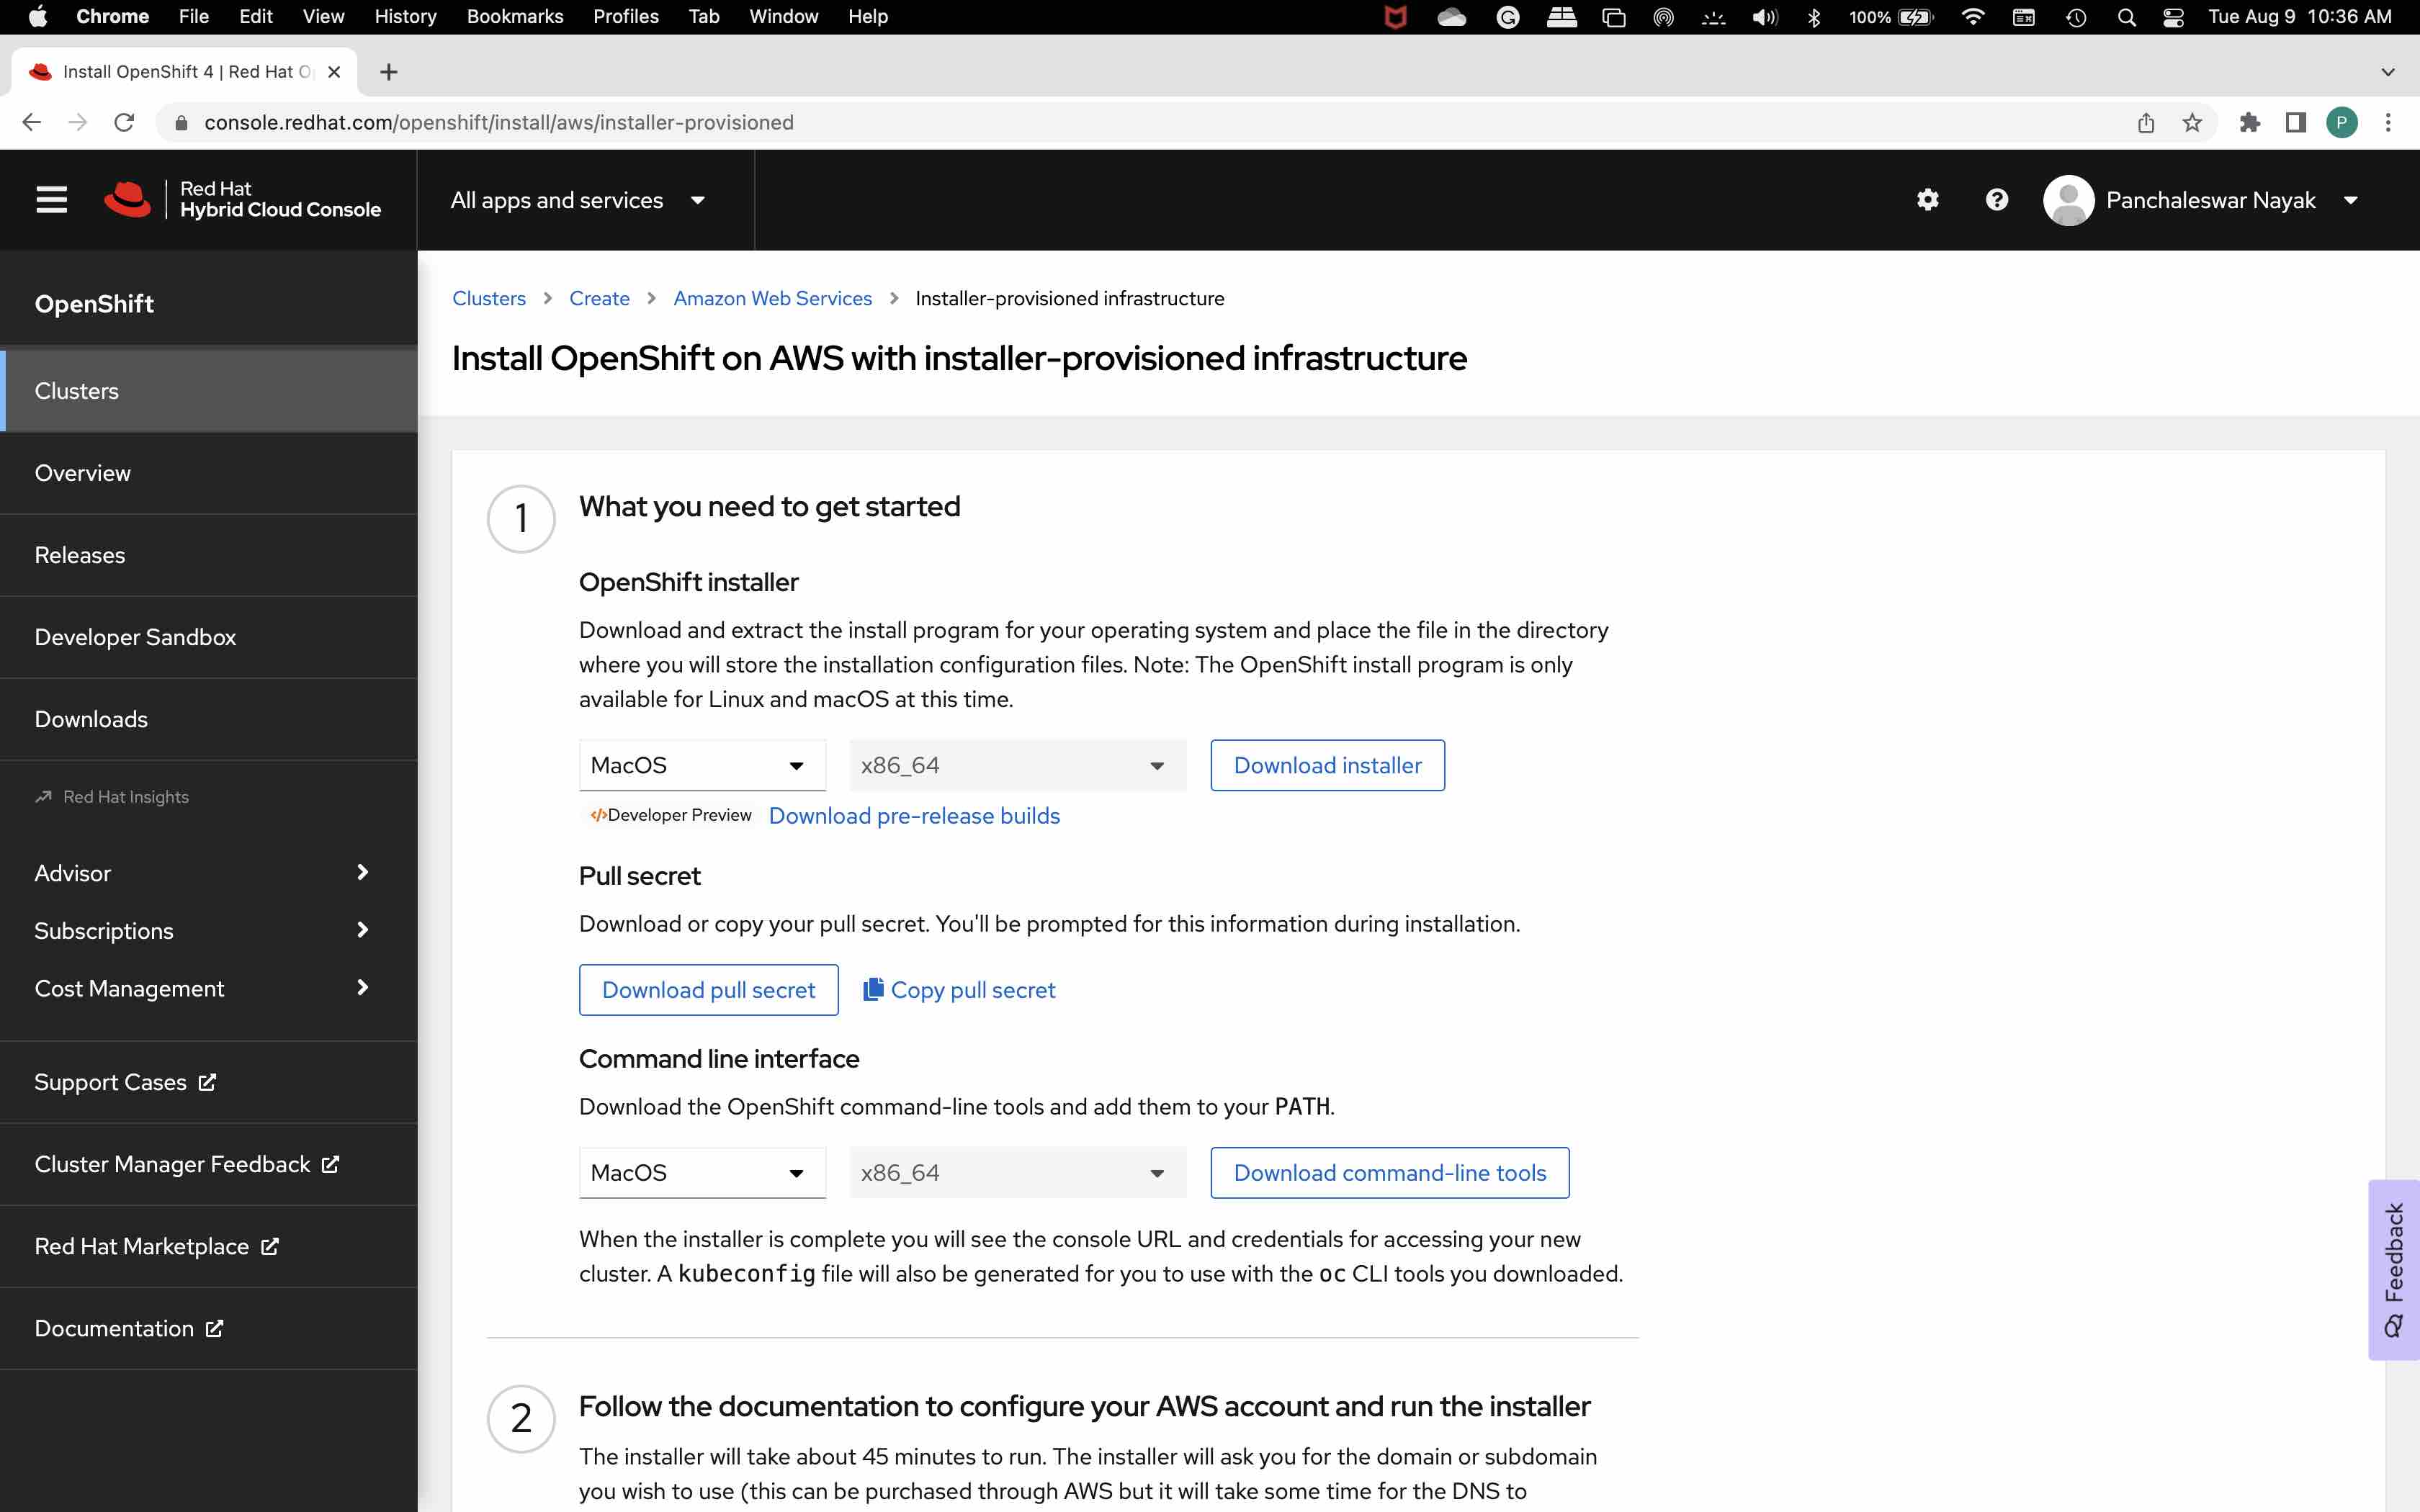 Chrome File Edit View History Bookmarks Profiles Tab Window Help 100% Tue Aug 9 10:36 AM
Install OpenShift 4 | Red Hat O
console.redhat.com/openshift/install/aws/installer-provisioned
P
Red Hat
Hybrid Cloud Console
All apps and services
Panchaleswar Nayak
OpenShift
Clusters
Overview
Releases
Developer Sandbox
Downloads
Red Hat Insights
Advisor
Subscriptions
Cost Management
Support Cases
Cluster Manager Feedback
Red Hat Marketplace
Documentation
Clusters > Create > Amazon Web Services > Installer-provisioned infrastructure
Install OpenShift on AWS with installer-provisioned infrastructure
1 What you need to get started
OpenShift installer
Download and extract the install program for your operating system and place the file in the directory
where you will store the installation configuration files. Note: The OpenShift install program is only
available for Linux and macOS at this time.
MacOS x86_64 Download installer
</>Developer Preview Download pre-release builds
Pull secret
Download or copy your pull secret. You'll be prompted for this information during installation.
Download pull secret Copy pull secret
Command line interface
Download the OpenShift command-line tools and add them to your PATH.
MacOS x86_64 Download command-line tools
When the installer is complete you will see the console URL and credentials for accessing your new
cluster. A kubeconfig file will also be generated for you to use with the oc CLI tools you downloaded.
2 Follow the documentation to configure your AWS account and run the installer
The installer will take about 45 minutes to run. The installer will ask you for the domain or subdomain
you wish to use (this can be purchased through AWS but it will take some time for the DNS to
Feedback